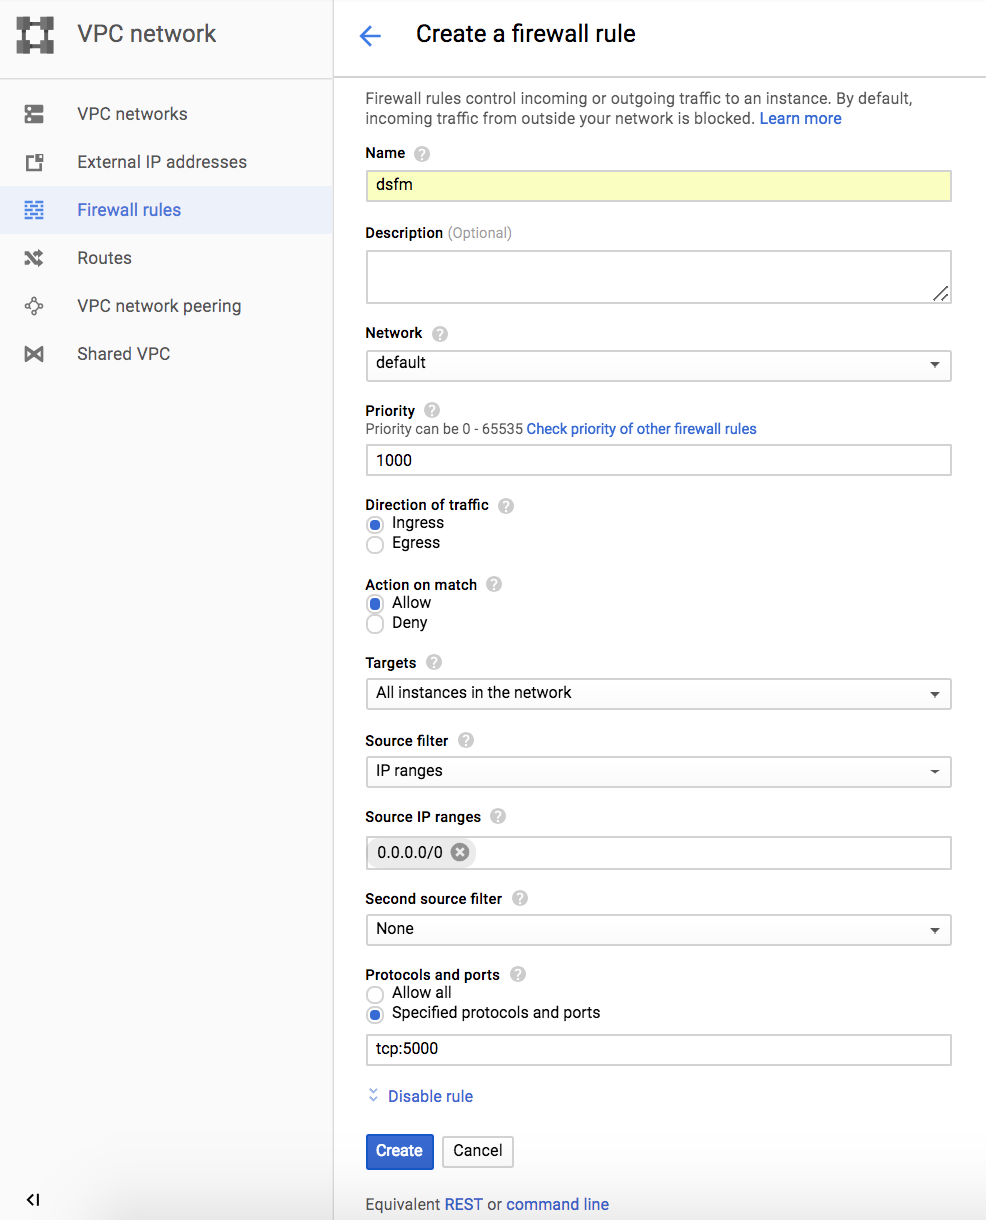 VPC network
VPC networks
External IP addresses
Firewall rules
Routes
VPC network peering
Shared VPC
Create a firewall rule
Firewall rules control incoming or outgoing traffic to an instance. By default,
incoming traffic from outside your network is blocked. Learn more
Name ?
dsfm
Description (Optional)
Network ?
default
Priority ?
Priority can be 0 - 65535 Check priority of other firewall rules
1000
Direction of traffic ?
Ingress
Egress
Action on match ?
Allow
Deny
Targets ?
All instances in the network
Source filter ?
IP ranges
Source IP ranges ?
0.0.0.0/0
Second source filter ?
None
Protocols and ports ?
Allow all
Specified protocols and ports
tcp:5000
Disable rule
Create Cancel
Equivalent REST or command line